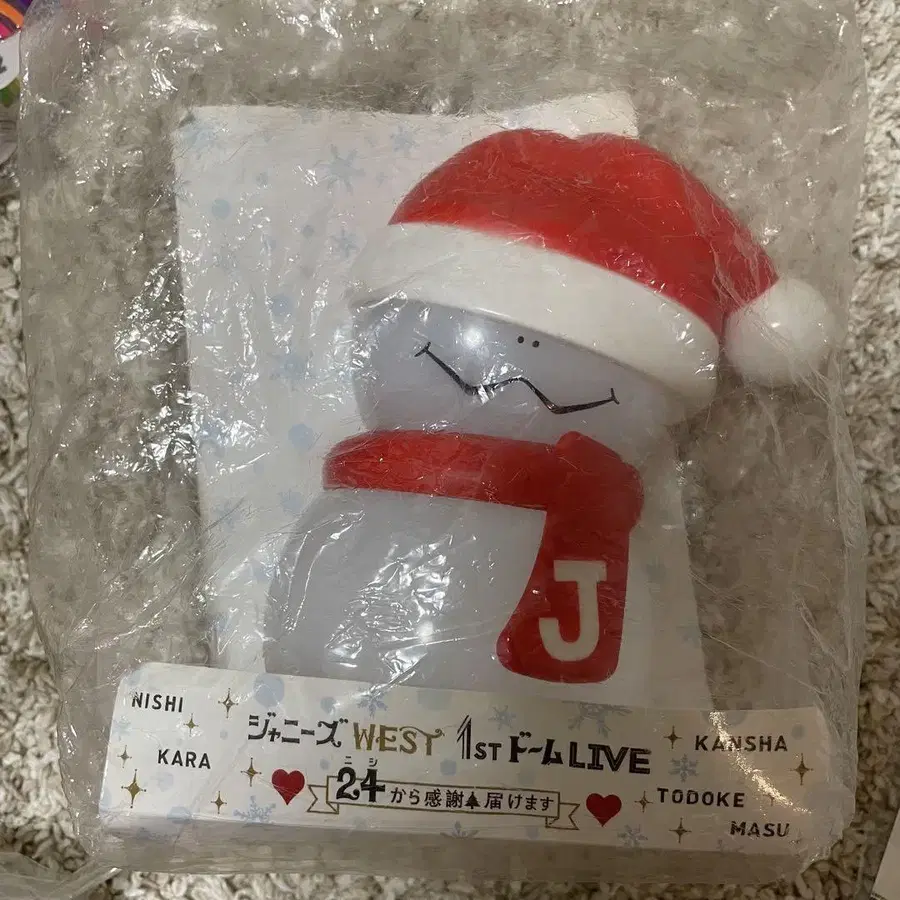 J
NISHI
KARA
ジャニーズWEST 1ST ドームLIVE
ニシ
24から感謝届けます
KANSHA
TODOKE
MASU